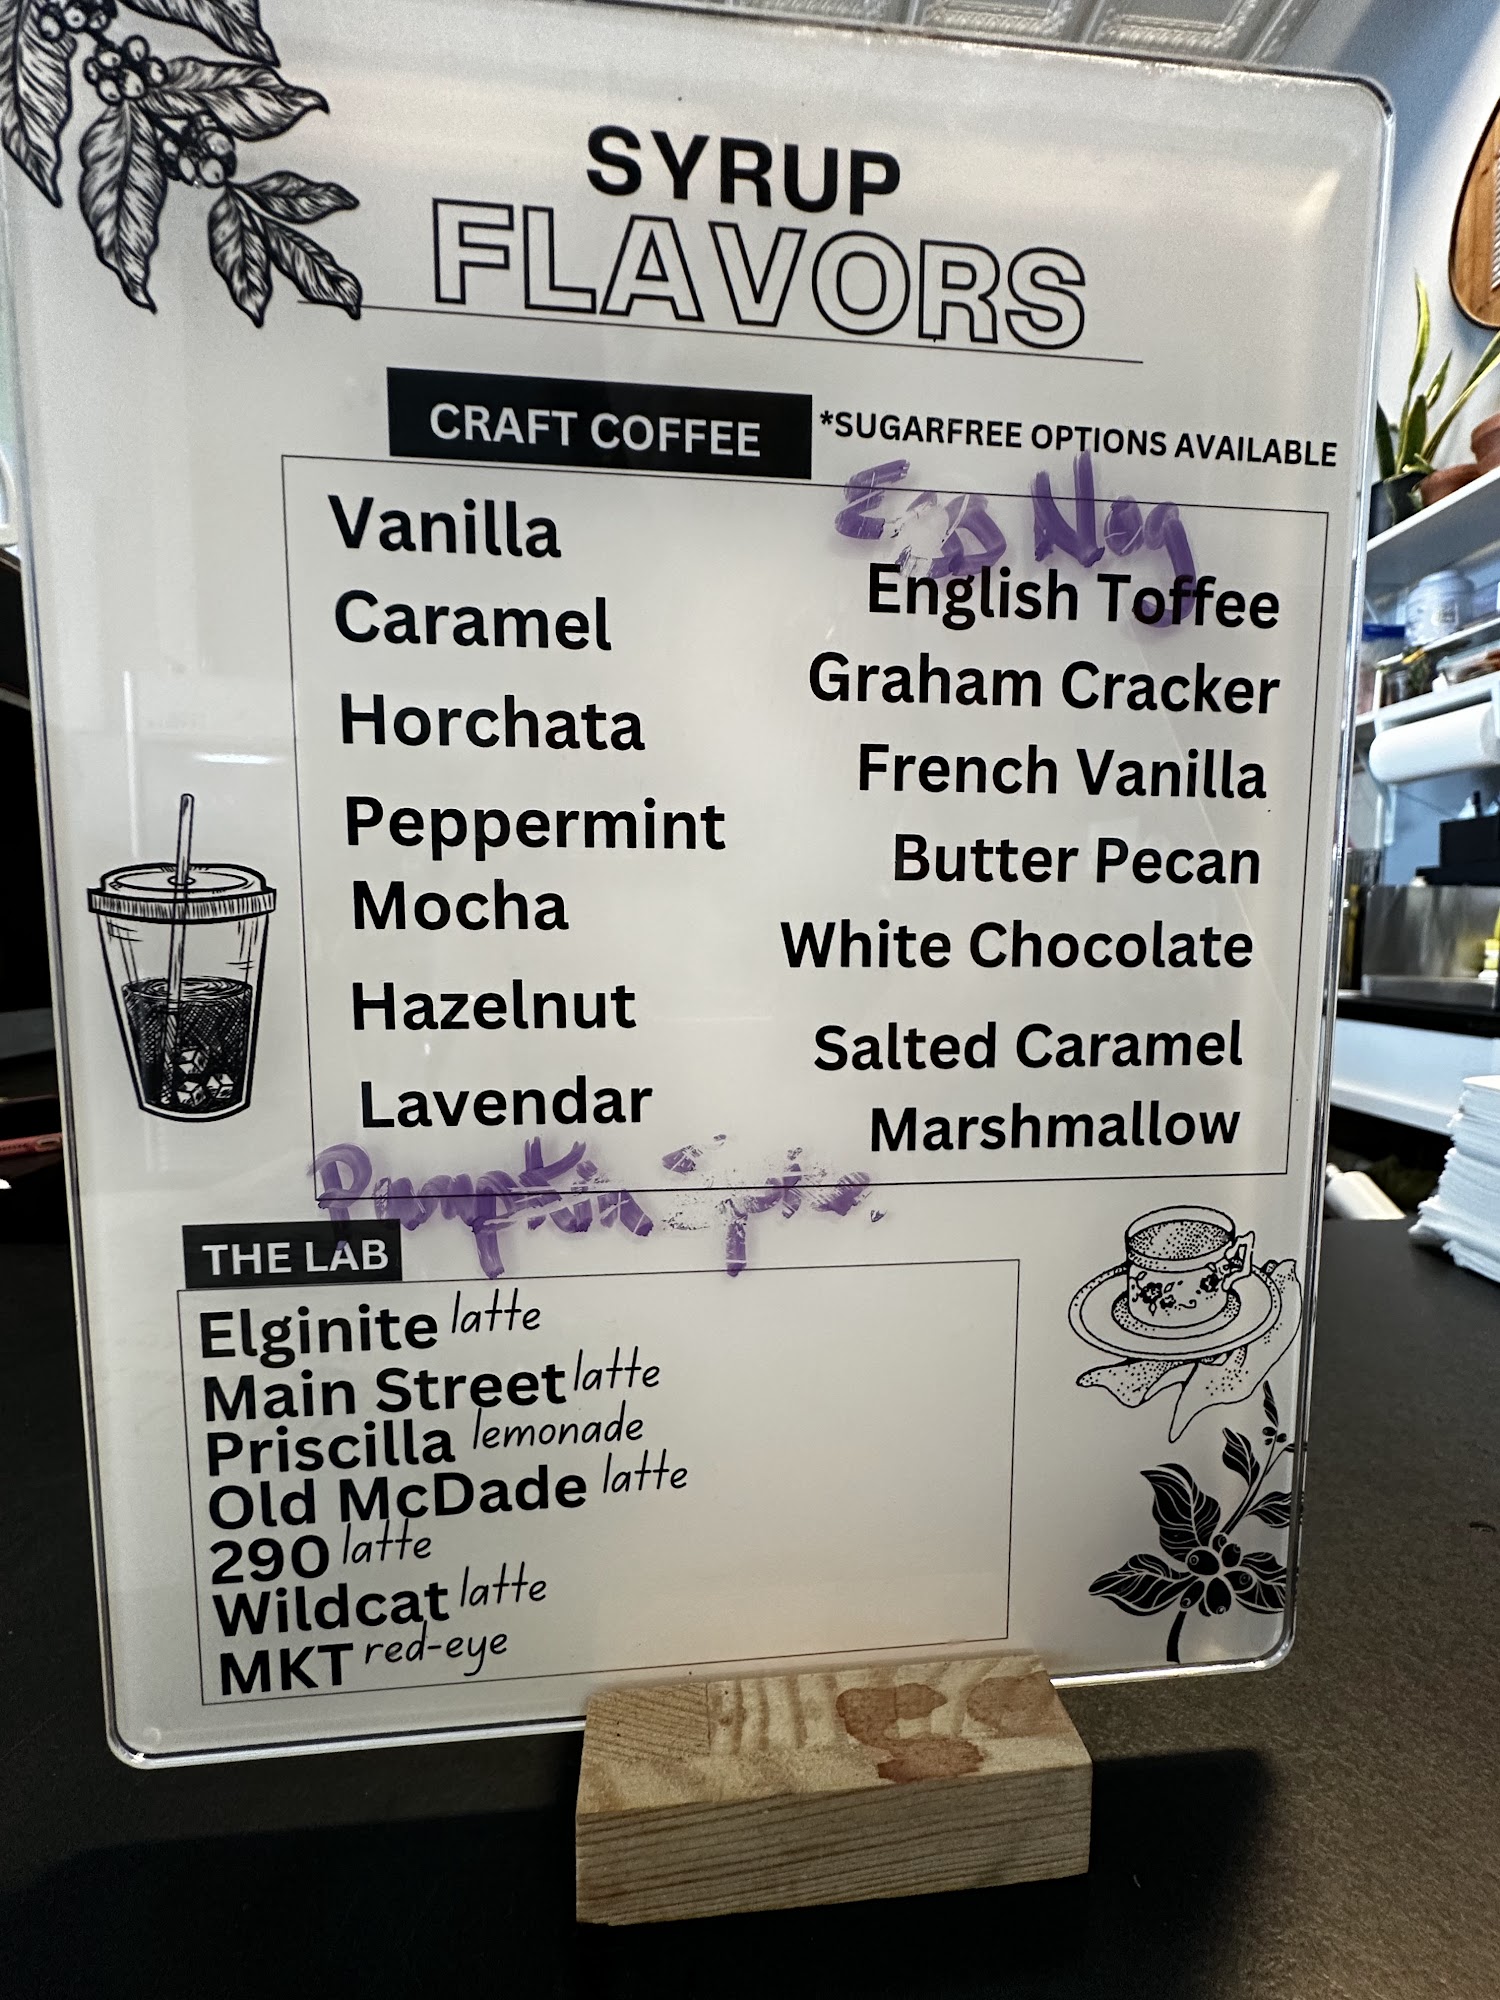 SYRUP
FLAVORS
CRAFT COFFEE
*SUGARFREE OPTIONS AVAILABLE
Vanilla
Caramel
Horchata
Peppermint
Mocha
Hazelnut
Lavendar
Pumpkin Spice
Egg Nog
English Toffee
Graham Cracker
French Vanilla
Butter Pecan
White Chocolate
Salted Caramel
Marshmallow
THE LAB
Elginite latte
Main Street latte
Priscilla lemonade
Old McDade latte
290 latte
Wildcat latte
MKT red-eye